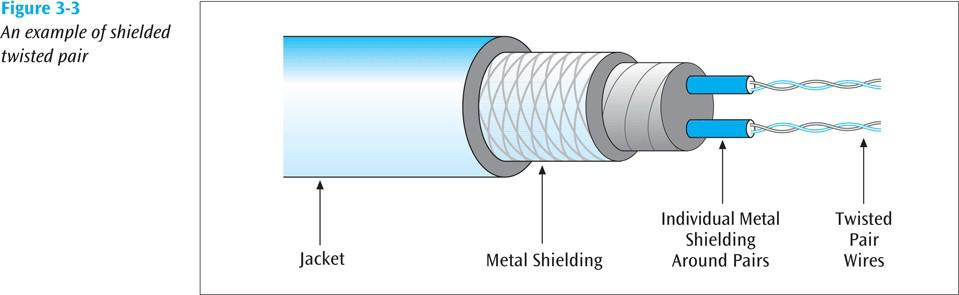 Figure 3-3
An example of shielded
twisted pair
Jacket
Metal Shielding
Individual Metal
Shielding
Around Pairs
Twisted
Pair
Wires